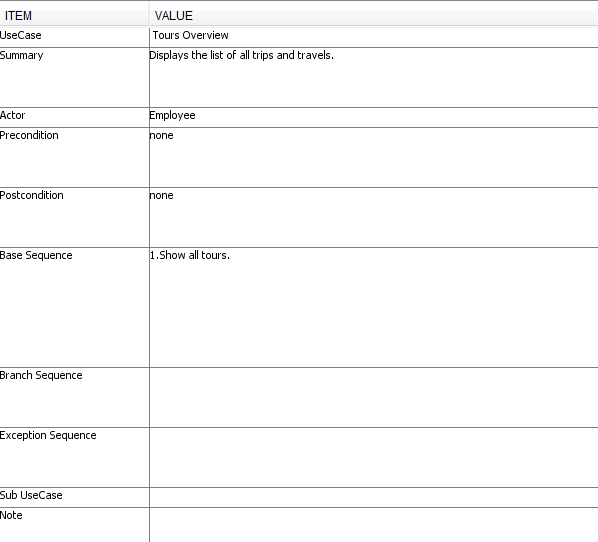 ITEM VALUE
UseCase Tours Overview
Summary Displays the list of all trips and travels.
Actor Employee
Precondition none
Postcondition none
Base Sequence 1.Show all tours.
Branch Sequence
Exception Sequence
Sub UseCase
Note